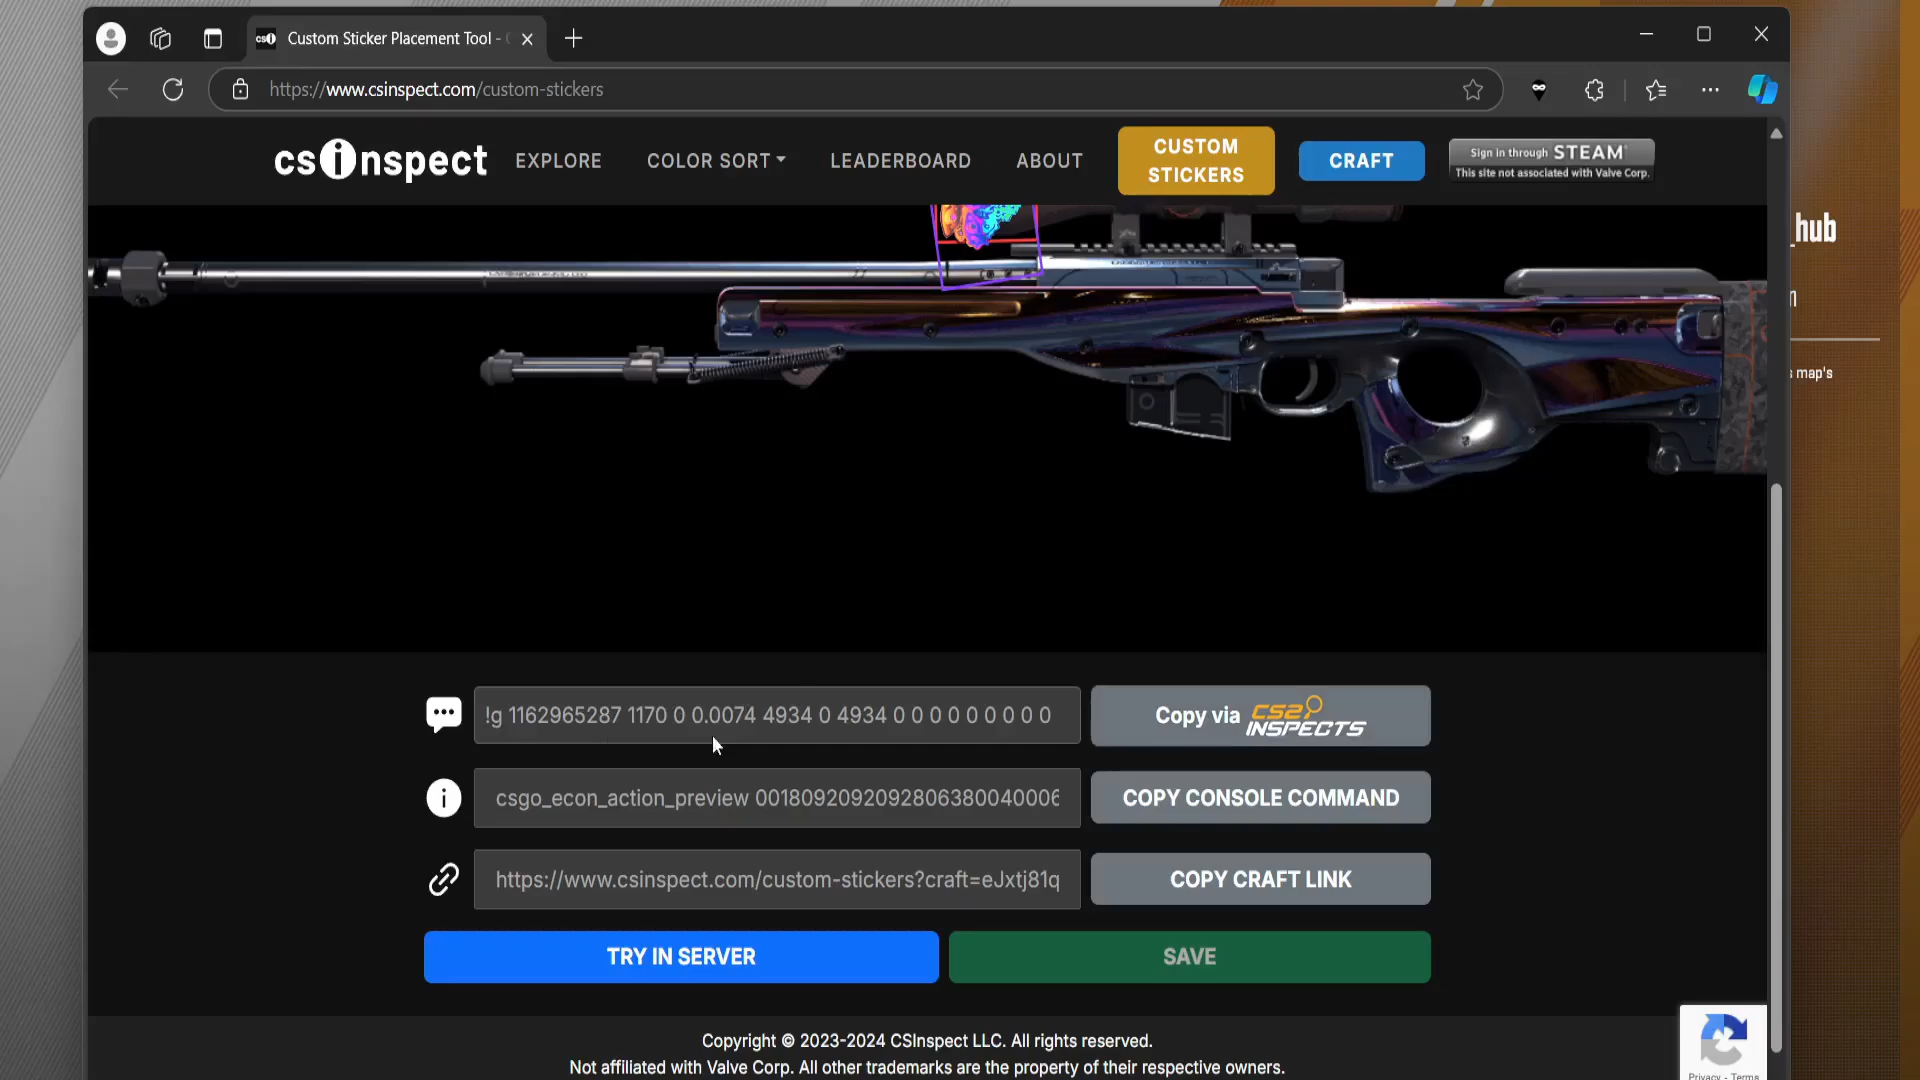 Custom Sticker Placement Tool -
https://www.csinspect.com/custom-stickers
csinspect
EXPLORE
COLOR SORT
LEADERBOARD
ABOUT
CUSTOM
STICKERS
CRAFT
Sign in through STEAM
This site not associated with Valve Corp.
_hub
map's
!g 1162965287 1170 0 0.0074 4934 0 4934 0 0 0 0 0 0 0 0 0
Copy via CS2 INSPECTS
csgo_econ_action_preview 0018092092092806380040006
COPY CONSOLE COMMAND
https://www.csinspect.com/custom-stickers?craft=eJxtj81q
COPY CRAFT LINK
TRY IN SERVER
SAVE
Copyright © 2023-2024 CSInspect LLC. All rights reserved.
Not affiliated with Valve Corp. All other trademarks are the property of their respective owners.
Privacy - Terms